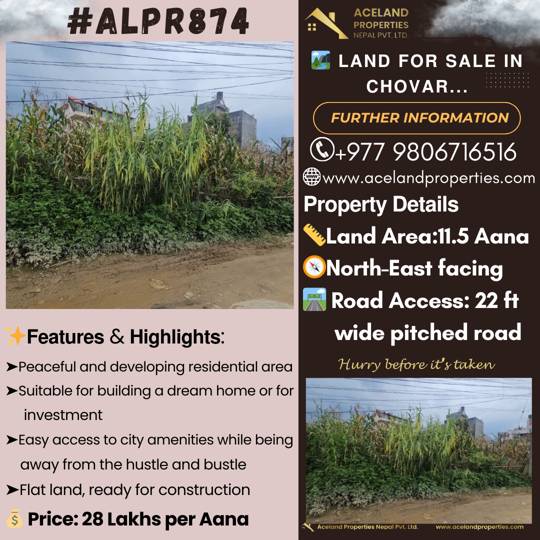 #ALPR874
ACELAND
PROPERTIES
NEPAL PVT. LTD.
LAND FOR SALE IN
CHOVAR...
FURTHER INFORMATION
+977 9806716516
www.acelandproperties.com
Property Details
Land Area:11.5 Aana
North-East facing
Road Access: 22 ft
wide pitched road
Hurry before it's taken
Features & Highlights:
➤Peaceful and developing residential area
➤Suitable for building a dream home or for
investment
➤Easy access to city amenities while being
away from the hustle and bustle
➤Flat land, ready for construction
Price: 28 Lakhs per Aana
Aceland Properties Nepal Pvt. Ltd.
www.acelandproperties.com